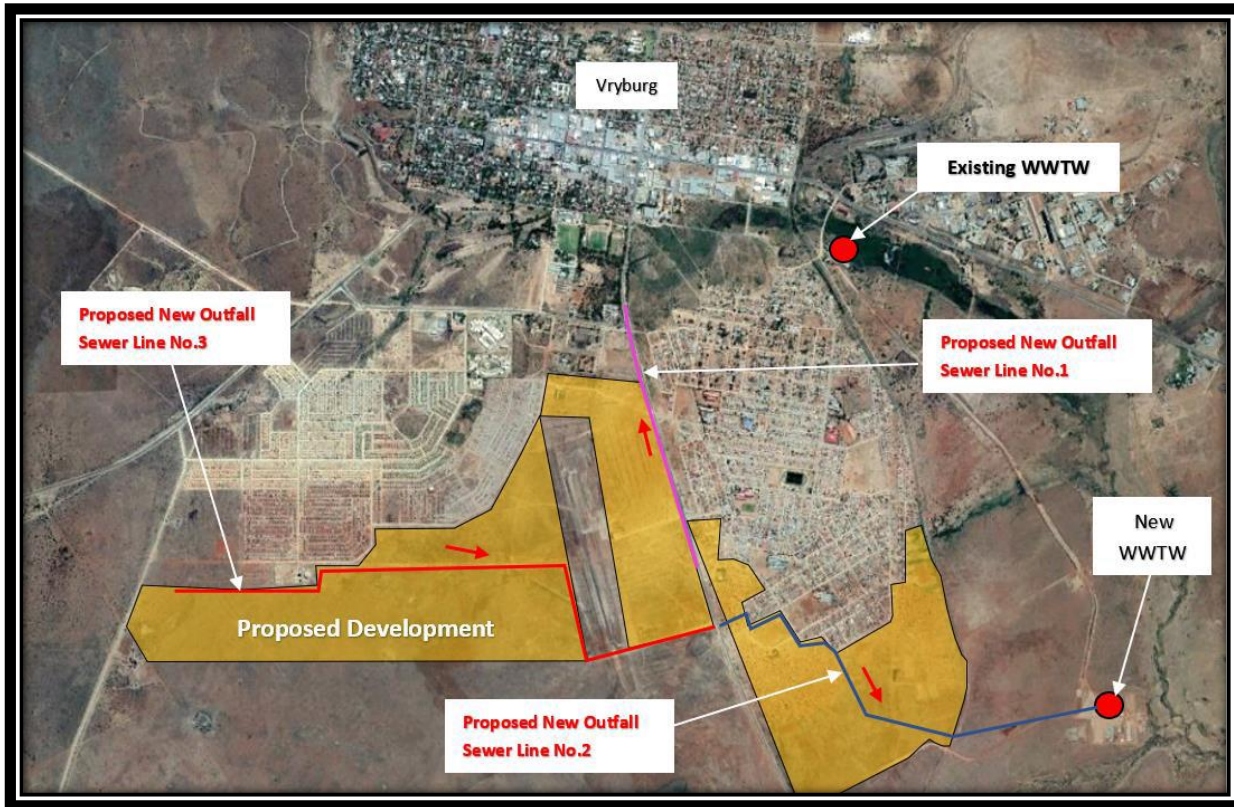 Vryburg
Existing WWTW
Proposed New Outfall
Sewer Line No.3
Proposed New Outfall
Sewer Line No.1
New
WWTW
Proposed Development
Proposed New Outfall
Sewer Line No.2